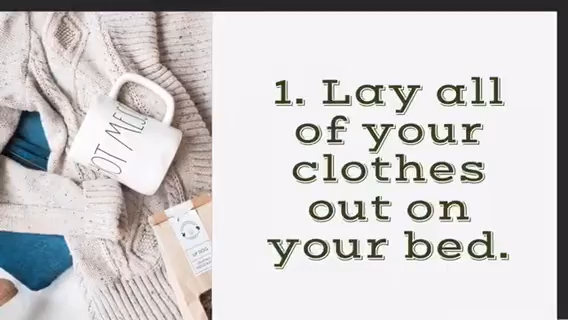 1. Lay all
of your
clothes
out on
your bed.